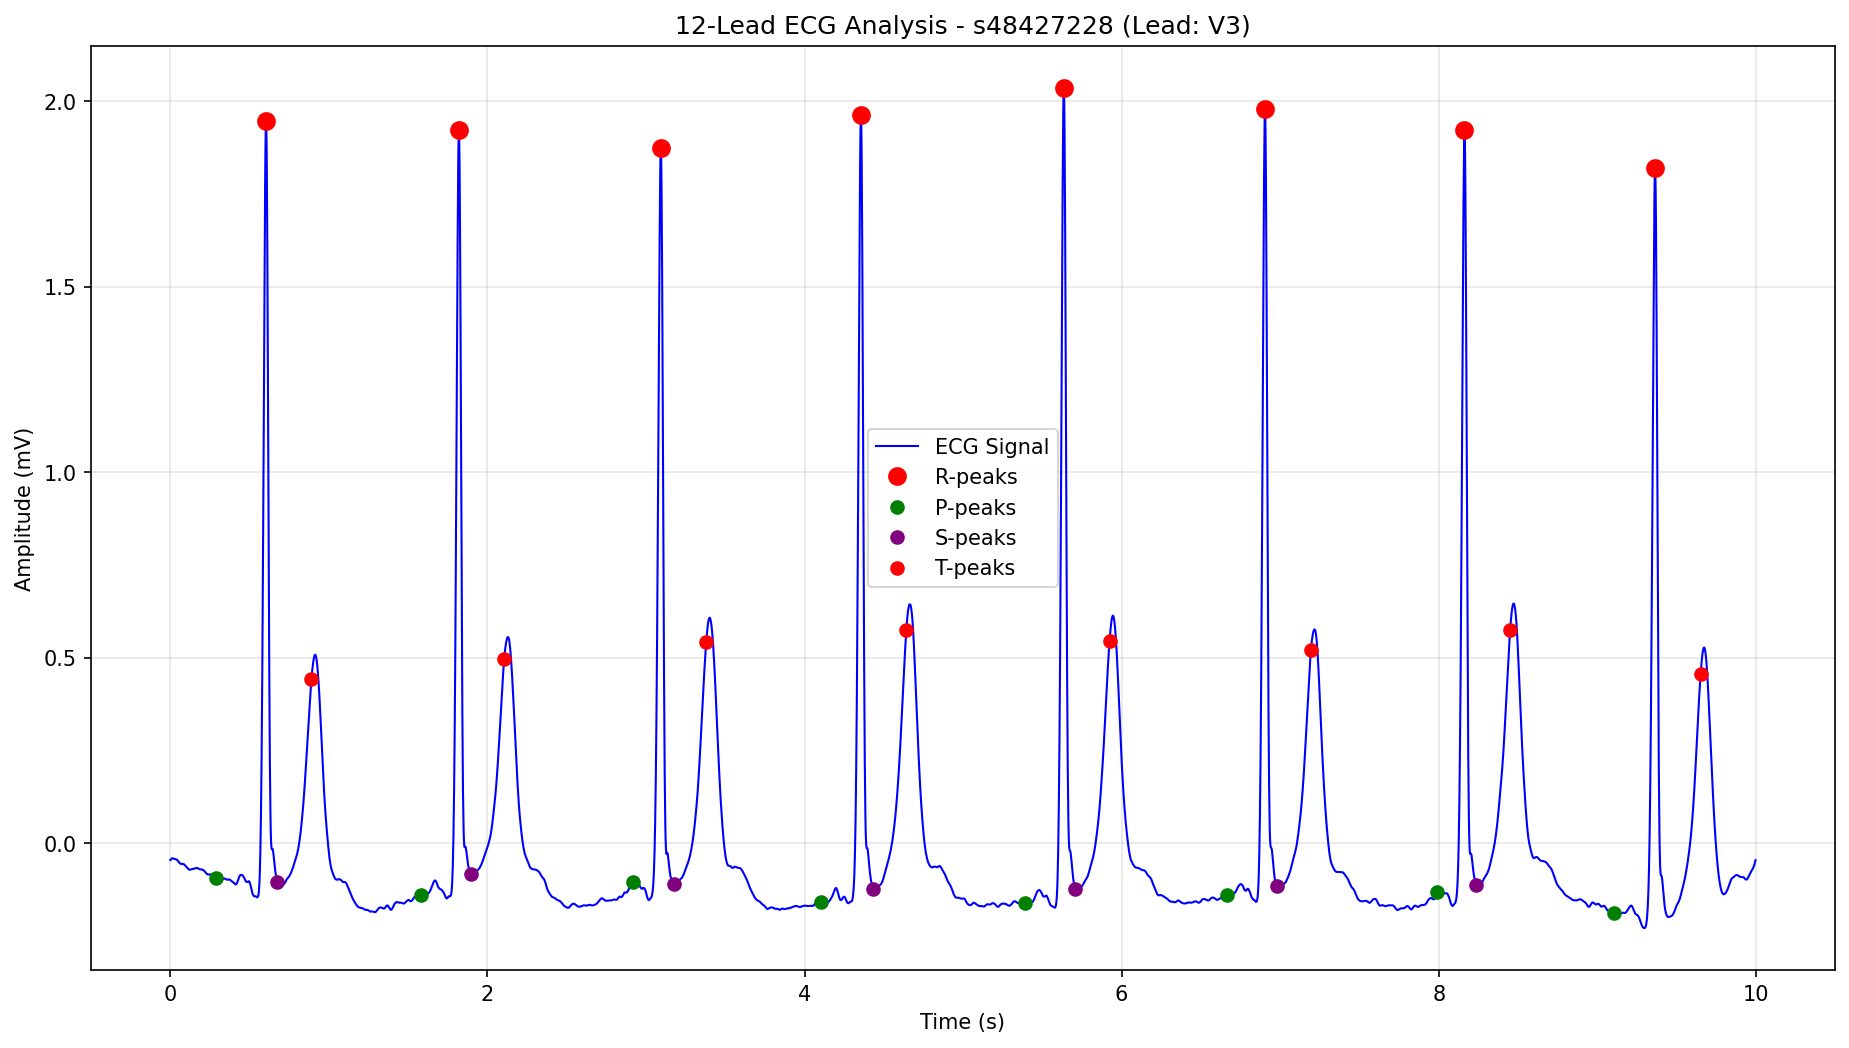 12-Lead ECG Analysis - s48427228 (Lead: V3)
Amplitude (mV)
2.0
1.5
1.0
0.5
0.0
ECG Signal
R-peaks
P-peaks
S-peaks
T-peaks
0 2 4 6 8 10
Time (s)